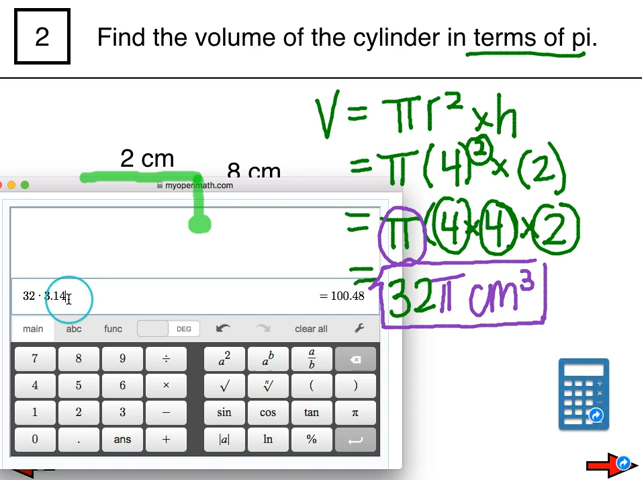 2 Find the volume of the cylinder in terms of pi.
V = πr² × h
2 cm 8 cm
= π(4)² × (2)
myopenmath.com
= π(4 × 4 × 2)
= 32π cm³
32 · 3.14 = 100.48
main abc func DEG clear all
7 8 9 ÷ a² aᵇ a/b
4 5 6 × √ ⁿ√ ( )
1 2 3 − sin cos tan π
0 . ans + |a| ln %